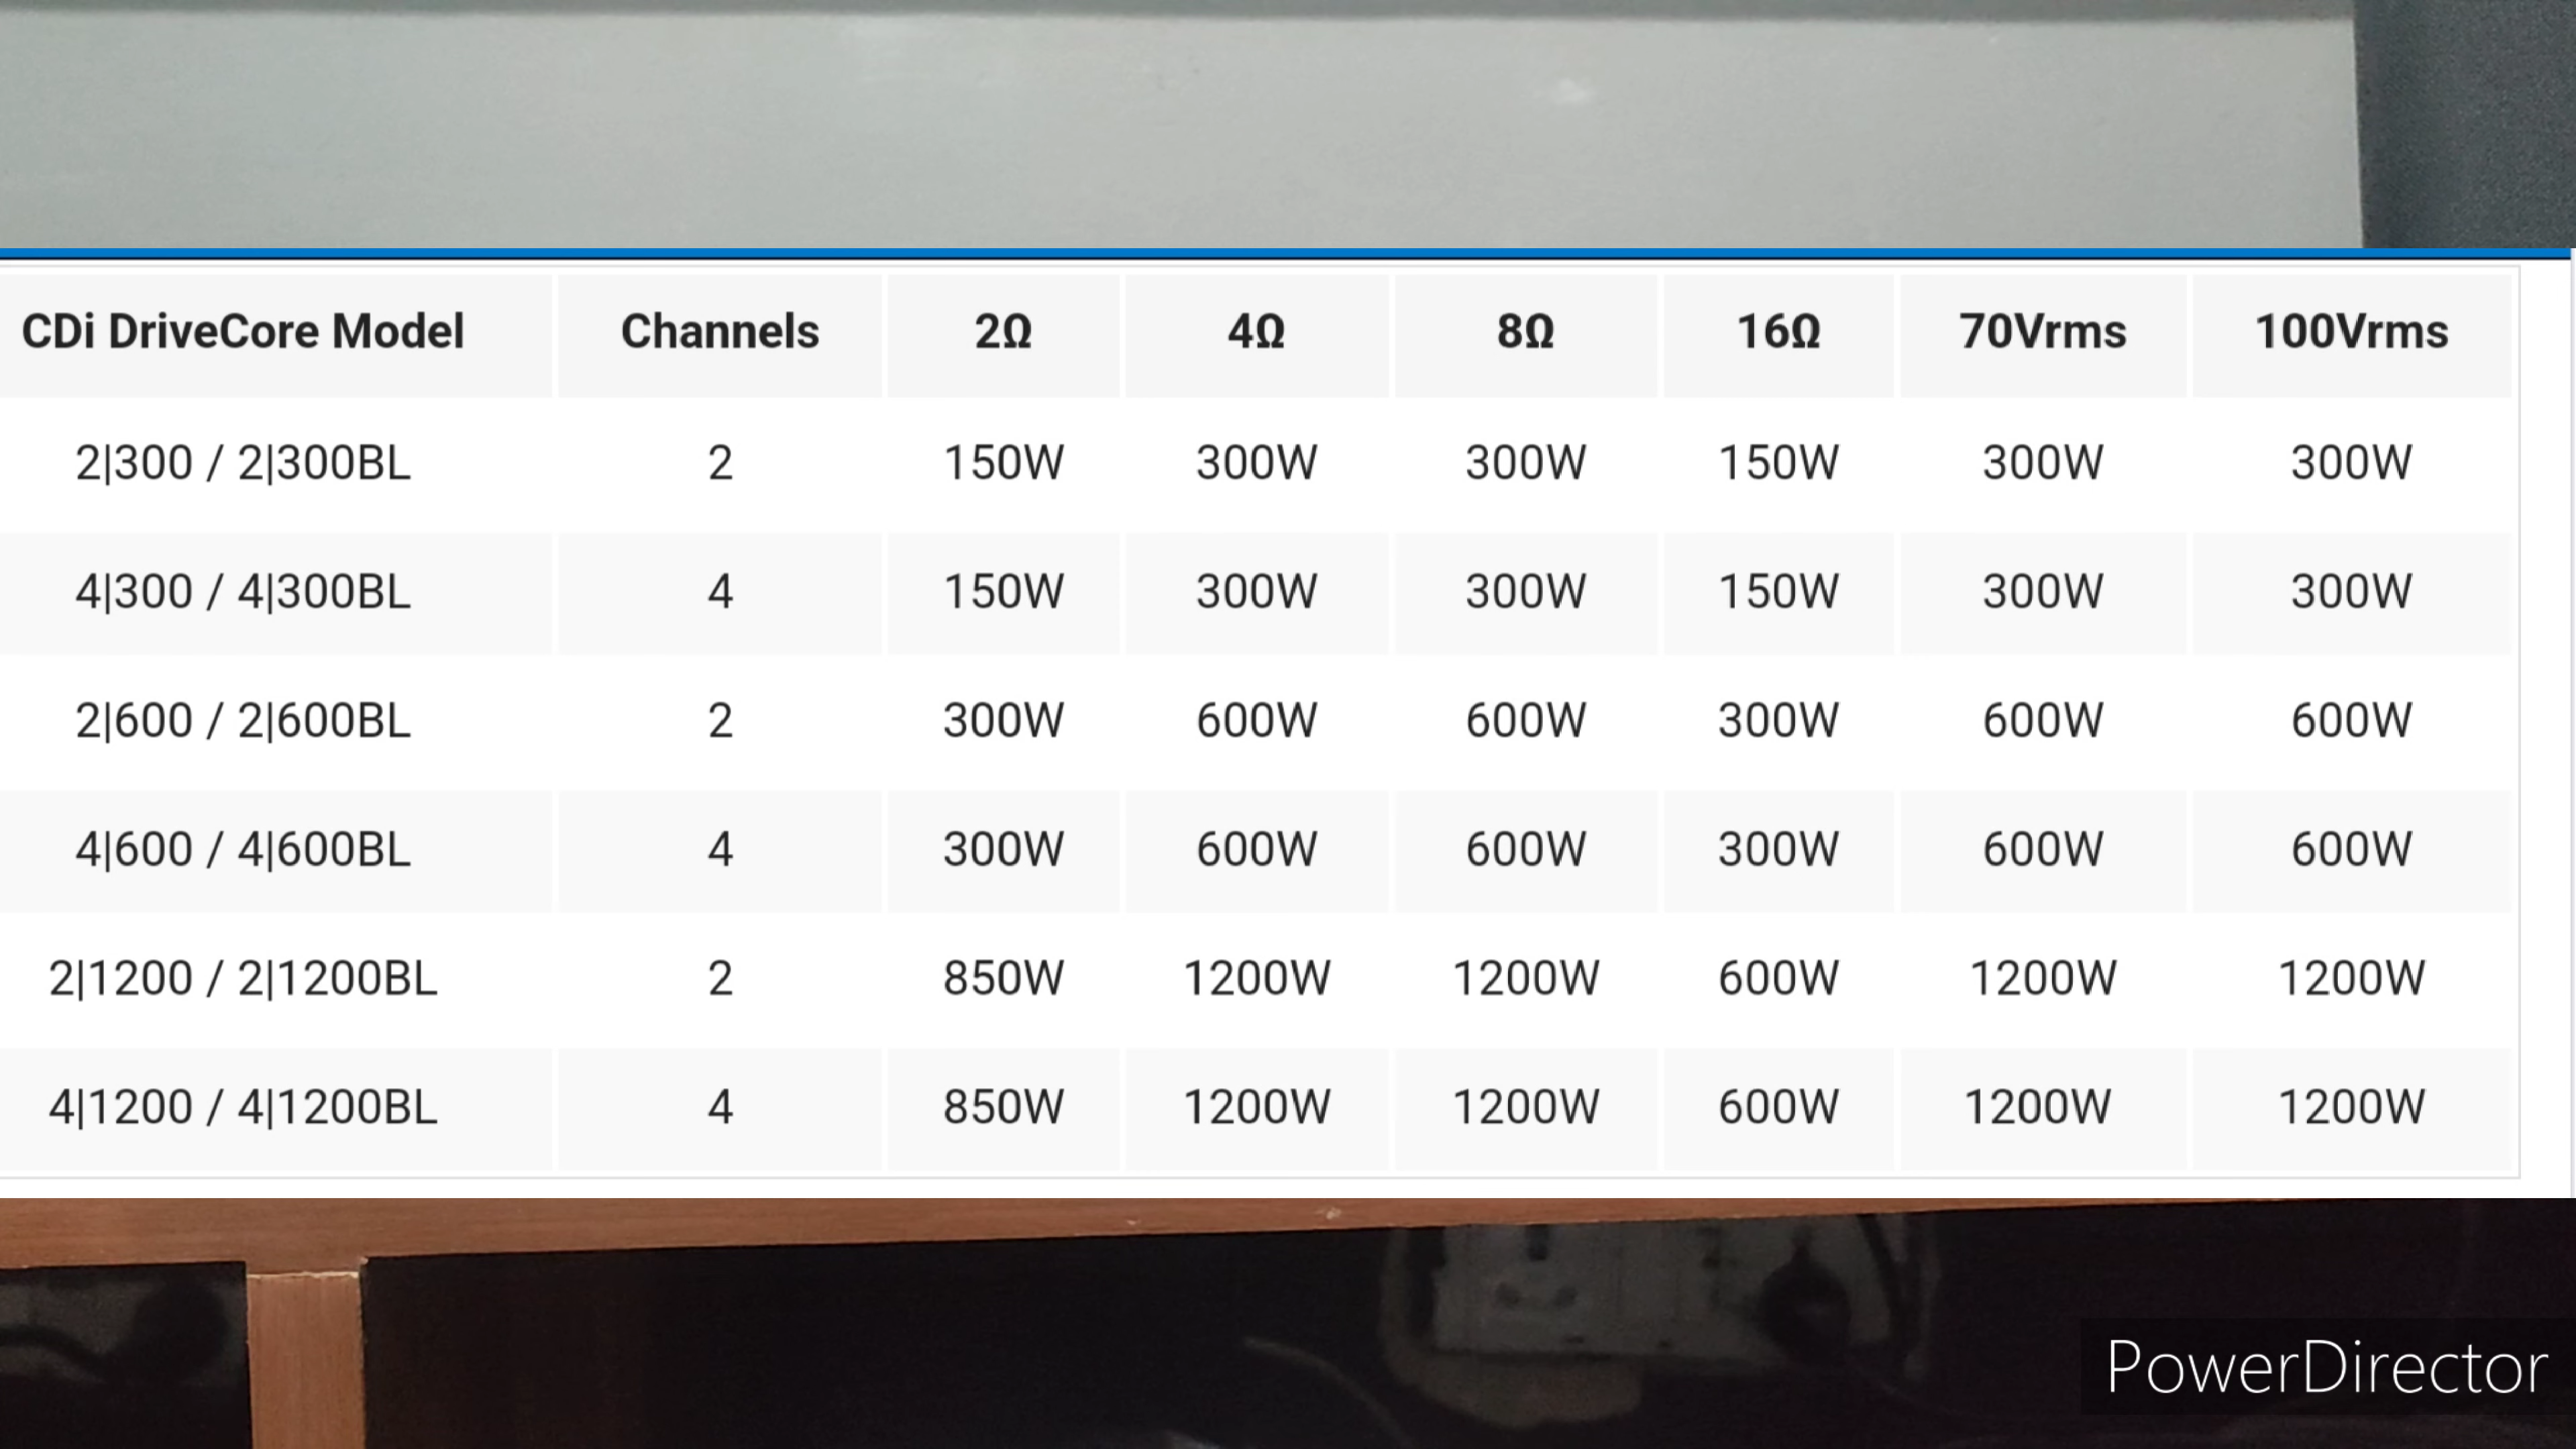 CDi DriveCore Model Channels 2Ω 4Ω 8Ω 16Ω 70Vrms 100Vrms
2|300 / 2|300BL 2 150W 300W 300W 150W 300W 300W
4|300 / 4|300BL 4 150W 300W 300W 150W 300W 300W
2|600 / 2|600BL 2 300W 600W 600W 300W 600W 600W
4|600 / 4|600BL 4 300W 600W 600W 300W 600W 600W
2|1200 / 2|1200BL 2 850W 1200W 1200W 600W 1200W 1200W
4|1200 / 4|1200BL 4 850W 1200W 1200W 600W 1200W 1200W
PowerDirector